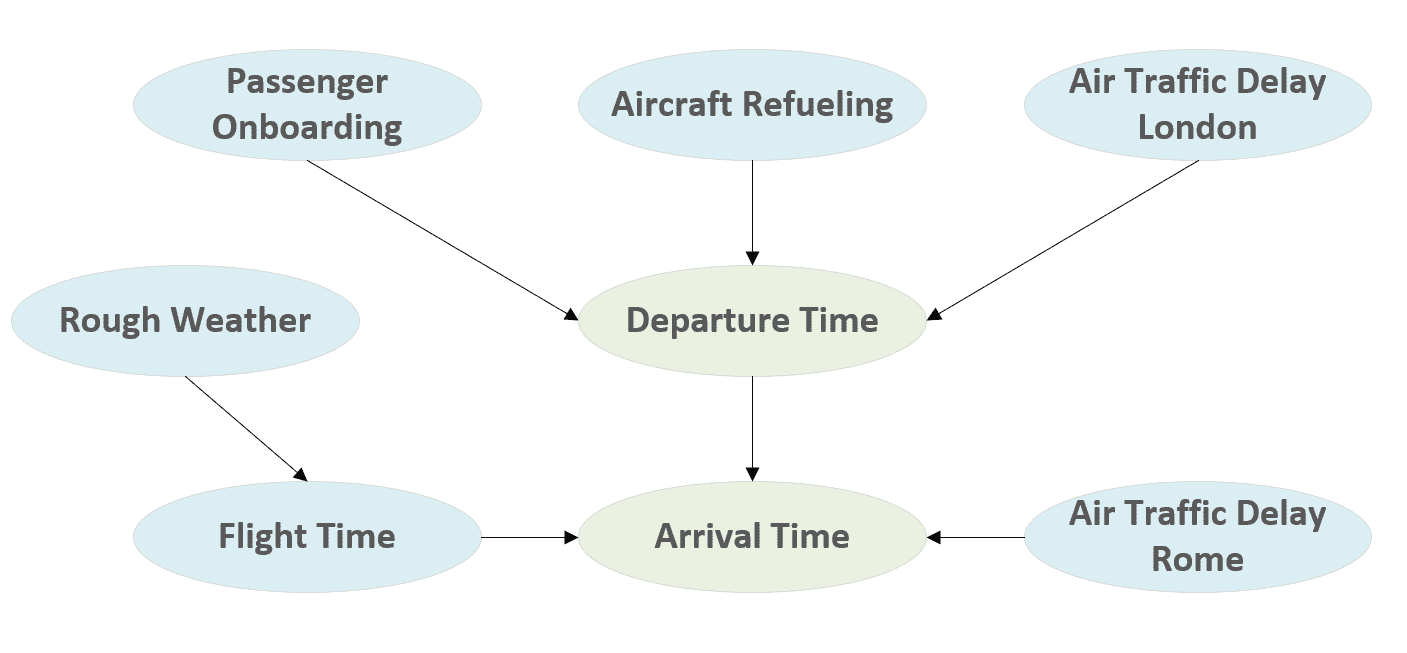 Passenger
Onboarding
Aircraft Refueling
Air Traffic Delay
London
Rough Weather
Departure Time
Flight Time
Arrival Time
Air Traffic Delay
Rome